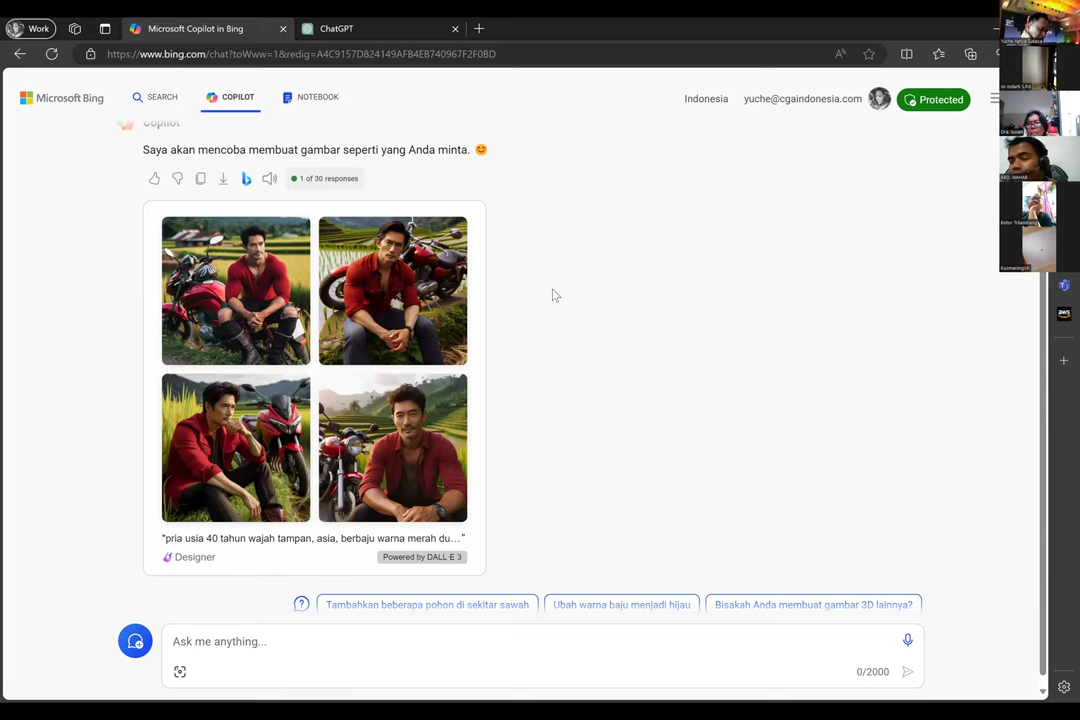 Work
Microsoft Copilot in Bing
ChatGPT
https://www.bing.com/chat?toWww=1&redig=A4C9157D824149AFB4EB740967F2F0BD
Microsoft Bing
SEARCH
COPILOT
NOTEBOOK
Indonesia
yuche@cgaindonesia.com
Protected
Copilot
Saya akan mencoba membuat gambar seperti yang Anda minta. 😊
1 of 30 responses
"pria usia 40 tahun wajah tampan, asia, berbaju warna merah du..."
Designer
Powered by DALL·E 3
Tambahkan beberapa pohon di sekitar sawah
Ubah warna baju menjadi hijau
Bisakah Anda membuat gambar 3D lainnya?
Ask me anything...
0/2000
aws